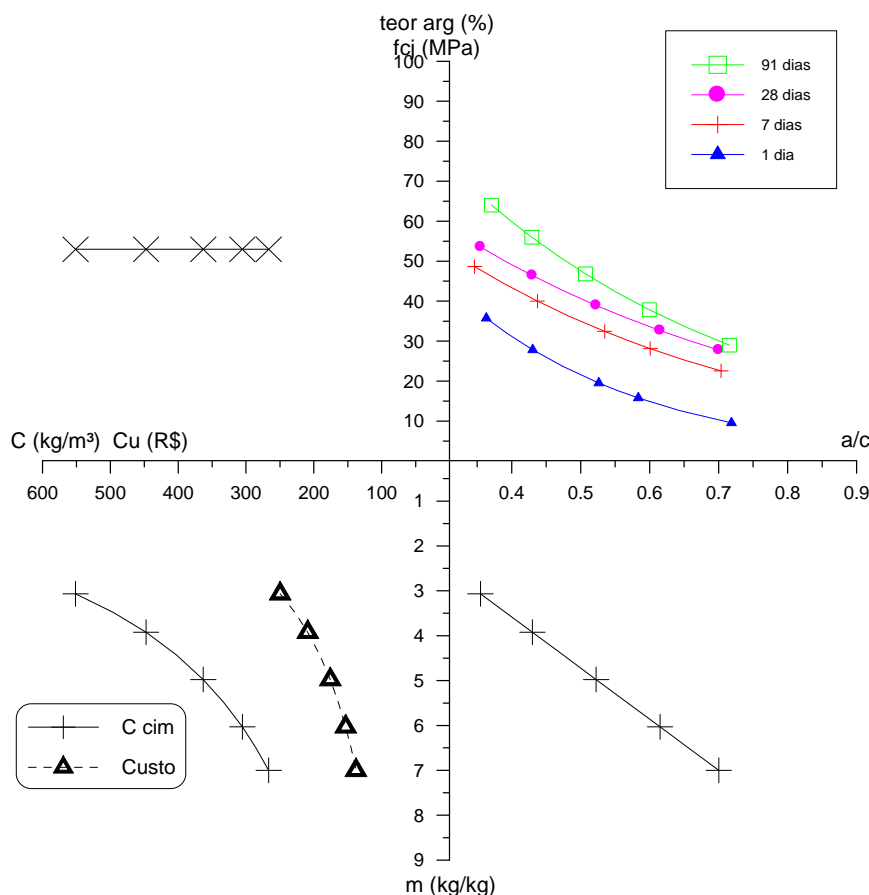 teor arg (%)
fcj (MPa)
100
90
80
70
60
50
40
30
20
10
91 dias
28 dias
7 dias
1 dia
C (kg/m³) Cu (R$)
a/c
600 500 400 300 200 100
0.4 0.5 0.6 0.7 0.8 0.9
1
2
3
4
5
6
7
8
9
C cim
Custo
m (kg/kg)